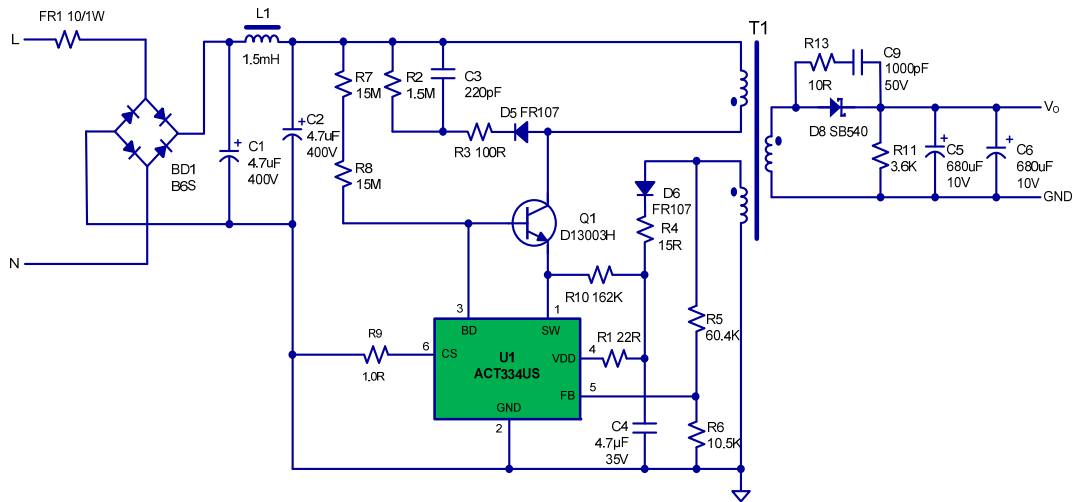 FR1 10/1W
L
L1
1.5mH
T1
R13
10R
C9
1000pF
50V
R7
15M
R2
1.5M
C3
220pF
D5 FR107
R3 100R
D8 SB540
Vo
C2
4.7uF
400V
C1
4.7uF
400V
BD1
B6S
R8
15M
R11
3.6K
C5
680uF
10V
C6
680uF
10V
GND
D6
FR107
R4
15R
Q1
D13003H
N
R10 162K
3
1
BD
SW
R5
60.4K
R9
1.0R
6
CS
U1
ACT334US
VDD
4
R1 22R
FB
5
GND
2
C4
4.7µF
35V
R6
10.5K